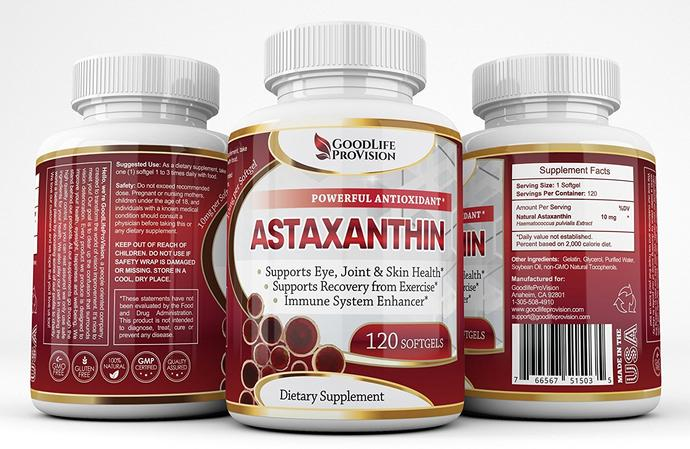 Suggested Use: As a dietary supplement, take
one (1) softgel 1 to 3 times daily with food.
Safety: Do not exceed recommended
dose. Pregnant or nursing mothers,
children under the age of 18, and
individuals with a known medical
condition should consult a
physician before taking this or
any dietary supplement.
KEEP OUT OF REACH OF
CHILDREN. DO NOT USE IF
SAFETY WRAP IS DAMAGED
OR MISSING. STORE IN A
COOL, DRY PLACE.
*These statements have not
been evaluated by the Food
and Drug Administration.
This product is not intended
to diagnose, treat, cure or
prevent any disease.
GMO
FREE
GLUTEN
FREE
100%
NATURAL
GMP
CERTIFIED
QUALITY
ASSURED
10mg per Softgel
GOODLIFE
PROVISION
POWERFUL ANTIOXIDANT*
ASTAXANTHIN
• Supports Eye, Joint & Skin Health*
• Supports Recovery from Exercise*
• Immune System Enhancer*
120 SOFTGELS
Dietary Supplement
Supplement Facts
Serving Size: 1 Softgel
Servings Per Container: 120
Amount Per Serving %DV
Natural Astaxanthin 10 mg *
Haematococcus pulvialis Extract
*Daily value not established.
Percent based on 2,000 calorie diet.
Other Ingredients: Gelatin, Glycerol, Purified Water,
Soybean Oil, non-GMO Natural Tocopherols.
Manufactured for:
GoodlifeProVision
Anaheim, CA 92801
1-305-508-4910
www.goodlifeprovision.com
support@goodlifeprovision.com
7 66567 51503 5
MADE IN THE
USA